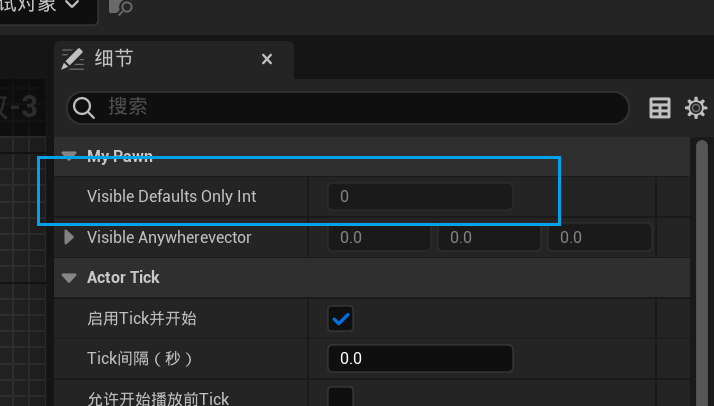 试对象
细节
-3
搜索
My Pawn
Visible Defaults Only Int 0
Visible Anywherevector 0.0 0.0 0.0
Actor Tick
启用Tick并开始
Tick间隔（秒） 0.0
允许开始播放前Tick